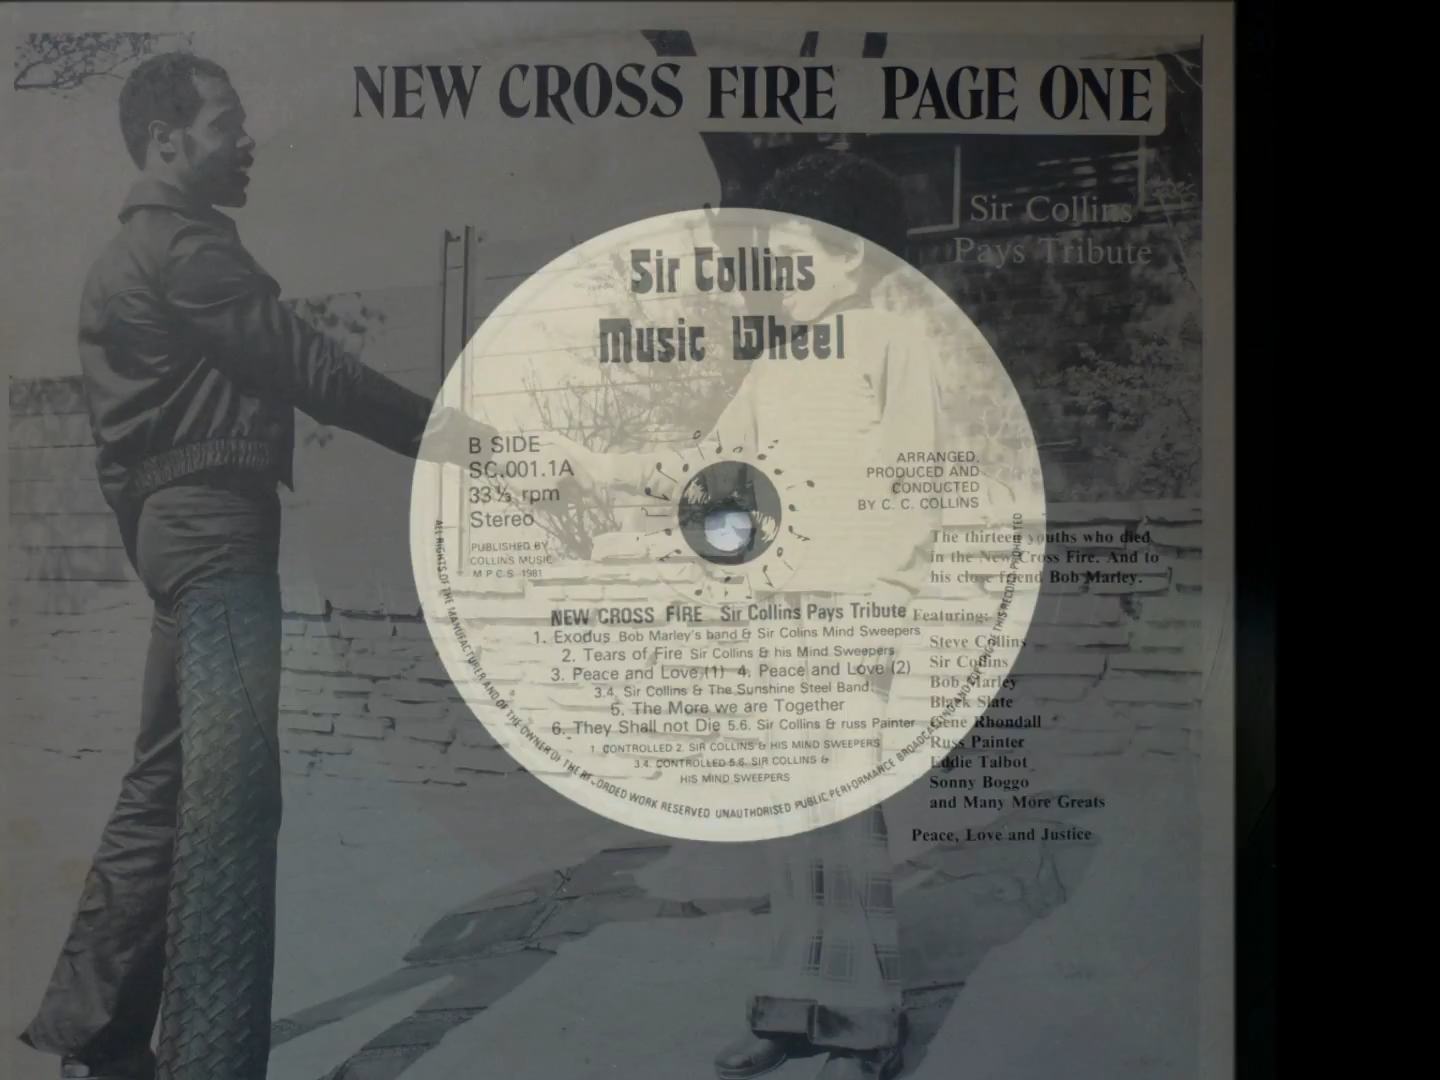 NEW CROSS FIRE PAGE ONE
Sir Collins
Pays Tribute
Sir Collins
Music Wheel
B SIDE
SC.001.1A
33⅓ rpm
Stereo
PUBLISHED BY
COLLINS MUSIC
M P C S 1981
ARRANGED,
PRODUCED AND
CONDUCTED
BY C. C. COLLINS
NEW CROSS FIRE Sir Collins Pays Tribute
1. Exodus Bob Marley's band & Sir Colins Mind Sweepers
2. Tears of Fire Sir Collins & his Mind Sweepers
3. Peace and Love (1) 4. Peace and Love (2)
3.4. Sir Collins & The Sunshine Steel Band
5. The More we are Together
6. They Shall not Die 5.6. Sir Collins & russ Painter
1. CONTROLLED 2. SIR COLLINS & HIS MIND SWEEPERS
3.4. CONTROLLED 5.6. SIR COLLINS &
HIS MIND SWEEPERS
ALL RIGHTS OF THE MANUFACTURER AND OF THE OWNER OF THE RECORDED WORK RESERVED UNAUTHORISED PUBLIC PERFORMANCE BROADCASTING AND COPYING OF THIS RECORD PROHIBITED
The thirteen youths who died
in the New Cross Fire. And to
his close friend Bob Marley.
Featuring:
Steve Collins
Sir Collins
Bob Marley
Black Slate
Gene Rhondall
Russ Painter
Eddie Talbot
Sonny Boggo
and Many More Greats
Peace, Love and Justice